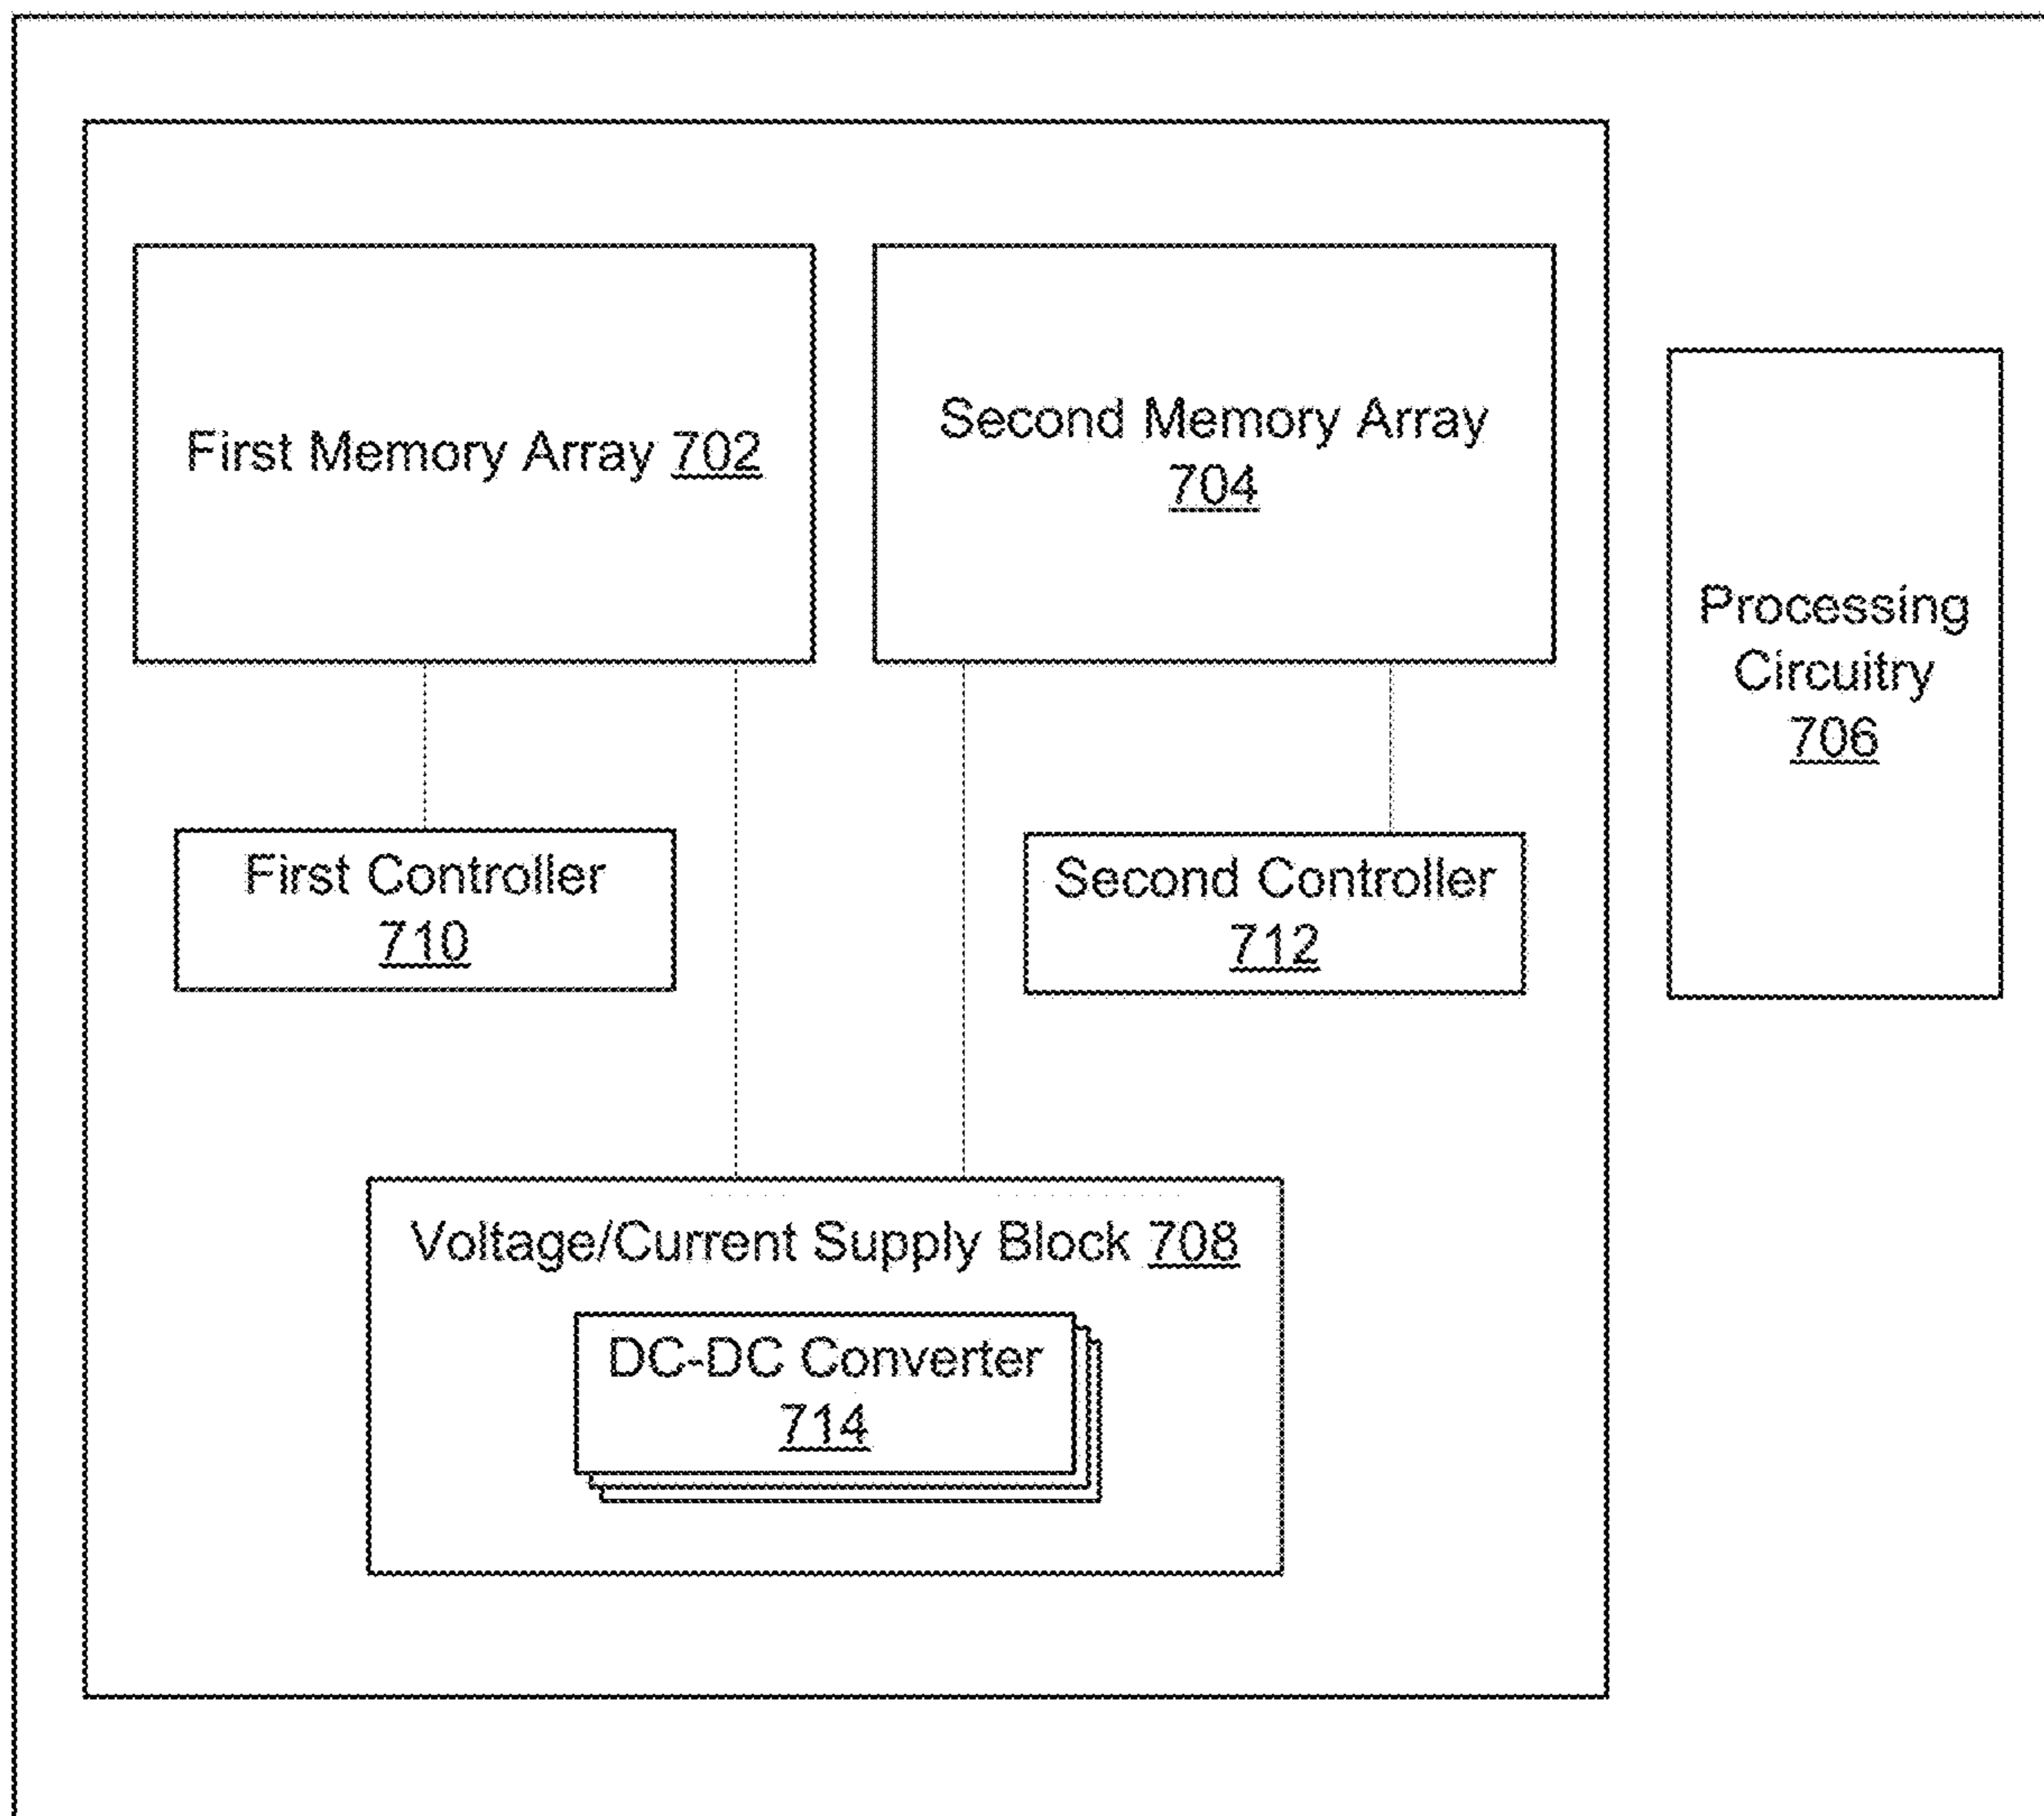 First Memory Array 702
Second Memory Array
704
Processing
Circuitry
706
First Controller
710
Second Controller
712
Voltage/Current Supply Block 708
DC-DC Converter
714